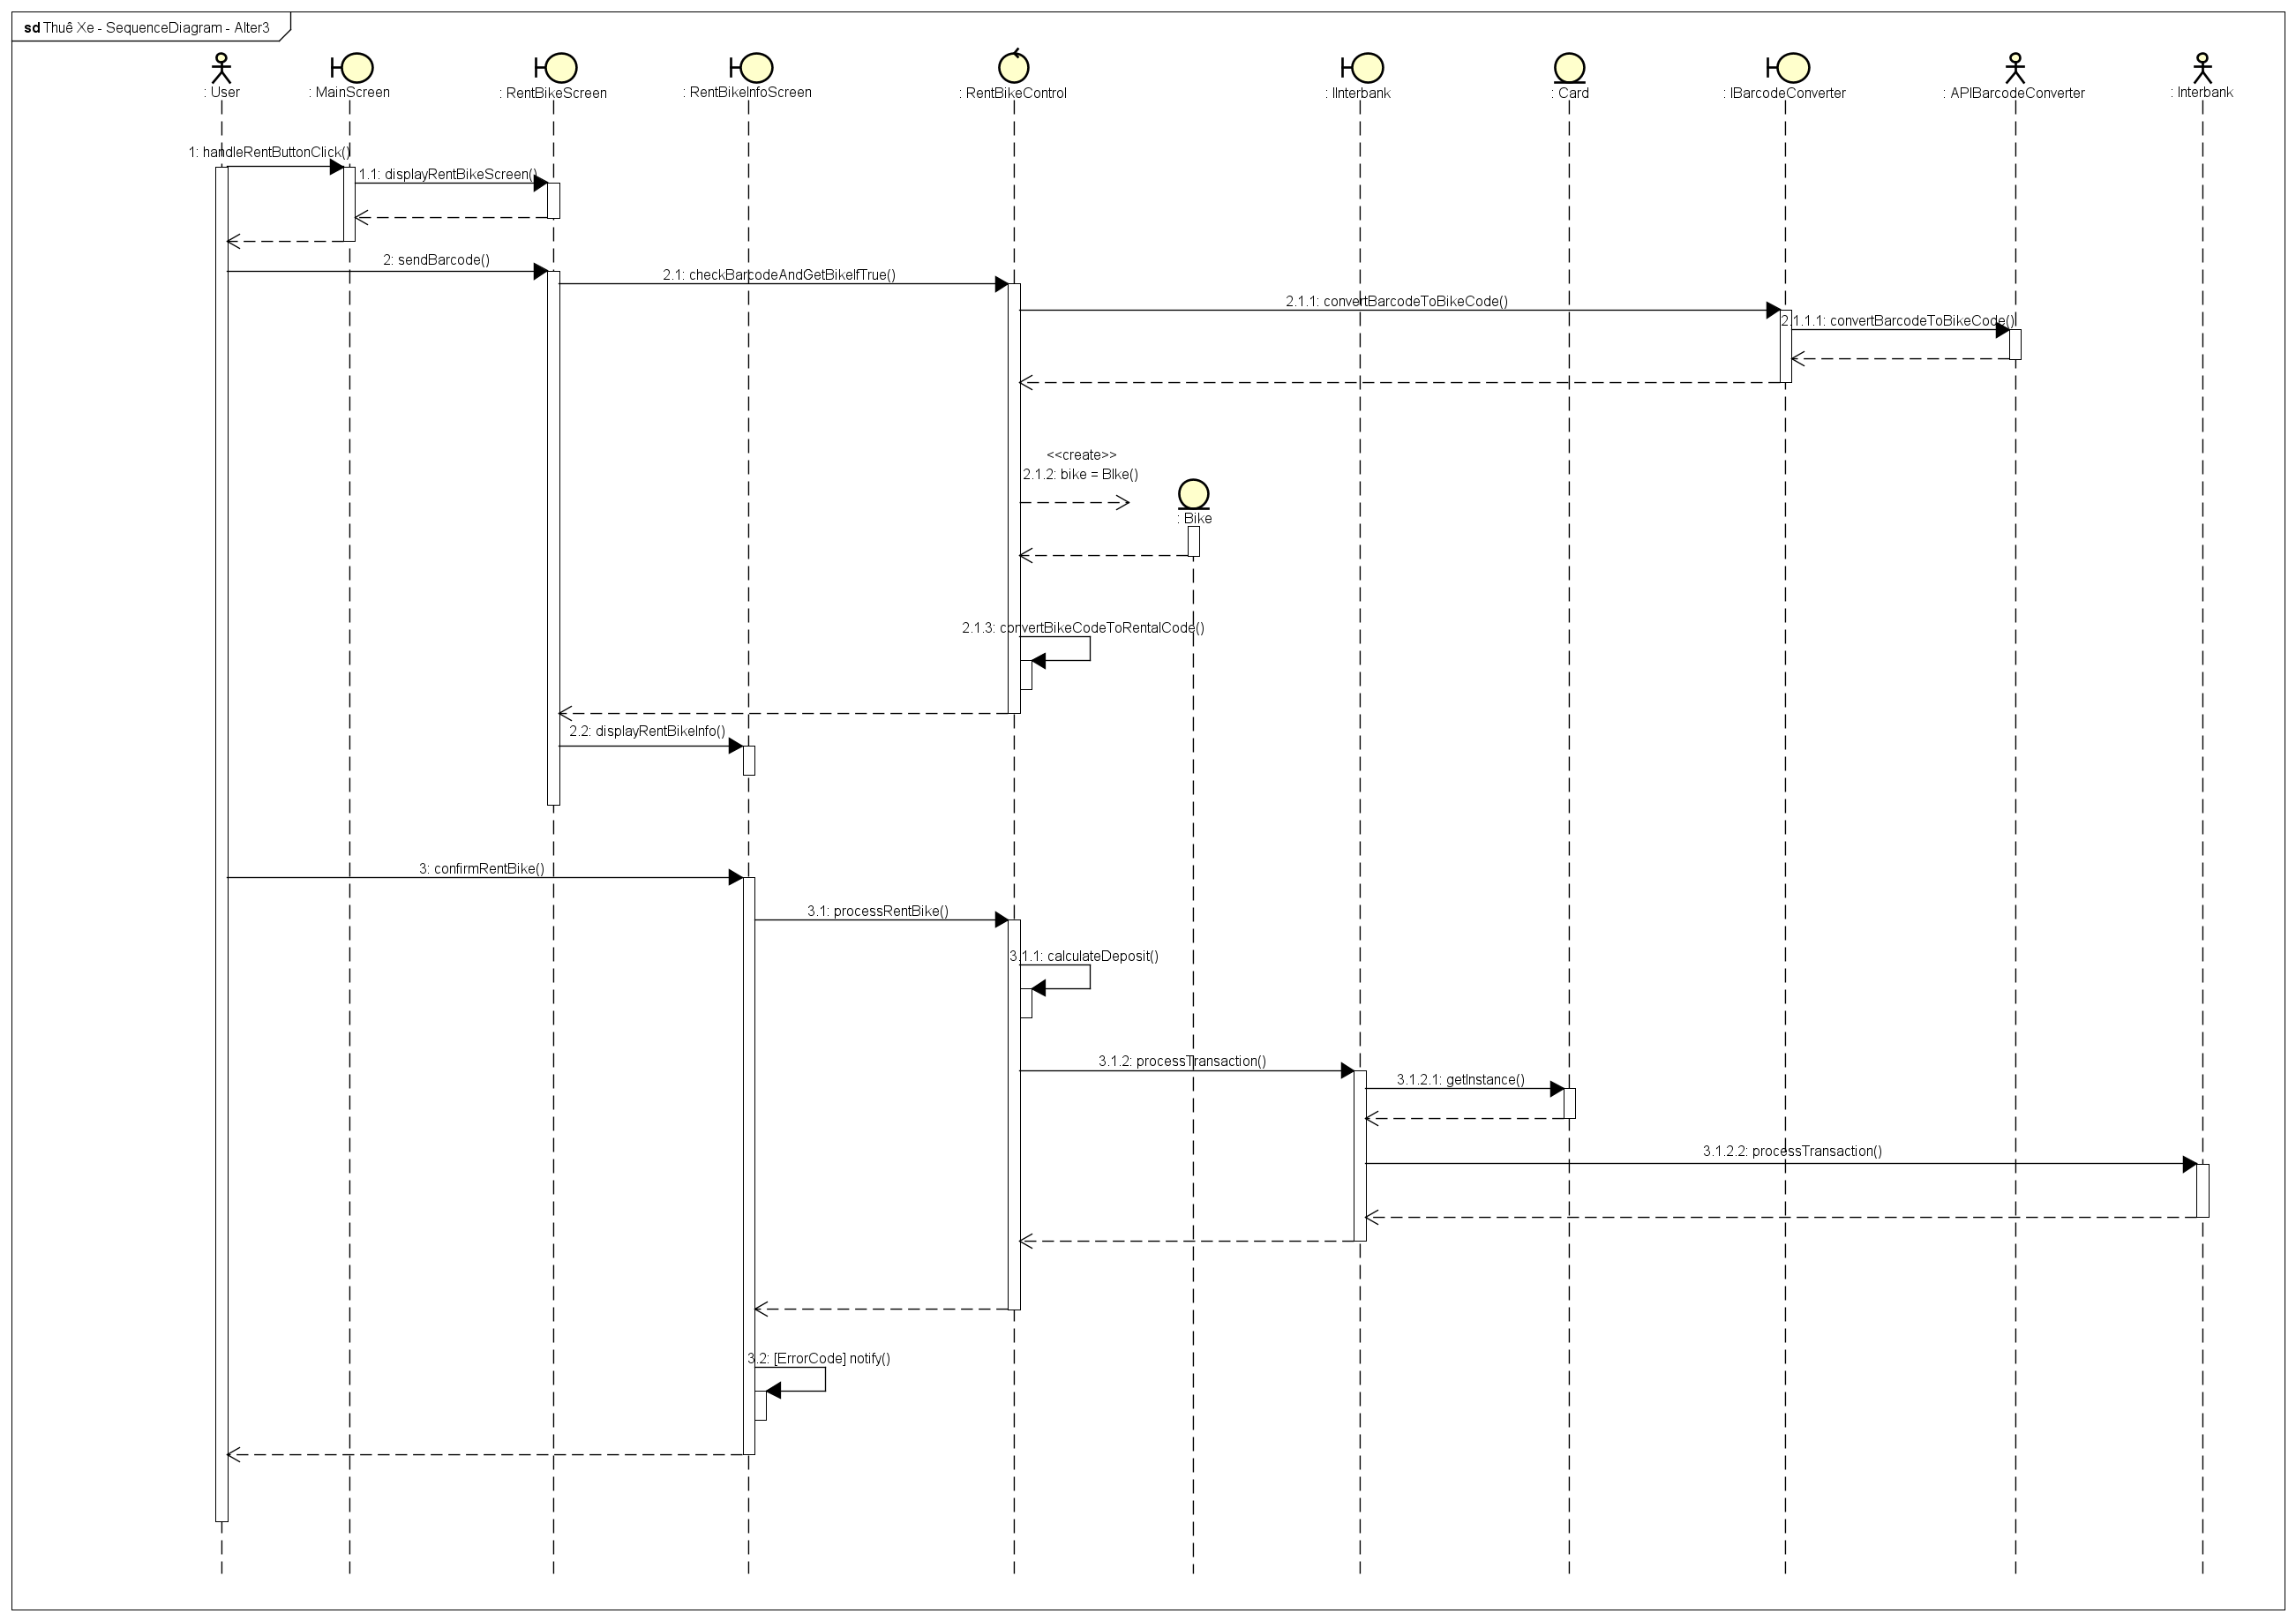 sd Thuê Xe - SequenceDiagram - Alter3
: User
: MainScreen
: RentBikeScreen
: RentBikeInfoScreen
: RentBikeControl
: IInterbank
: Card
: IBarcodeConverter
: APIBarcodeConverter
: Interbank
1: handleRentButtonClick()
1.1: displayRentBikeScreen()
2: sendBarcode()
2.1: checkBarcodeAndGetBikeIfTrue()
2.1.1: convertBarcodeToBikeCode()
2.1.1.1: convertBarcodeToBikeCode()
<<create>>
2.1.2: bike = BIke()
: Bike
2.1.3: convertBikeCodeToRentalCode()
2.2: displayRentBikeInfo()
3: confirmRentBike()
3.1: processRentBike()
3.1.1: calculateDeposit()
3.1.2: processTransaction()
3.1.2.1: getInstance()
3.1.2.2: processTransaction()
3.2: [ErrorCode] notify()